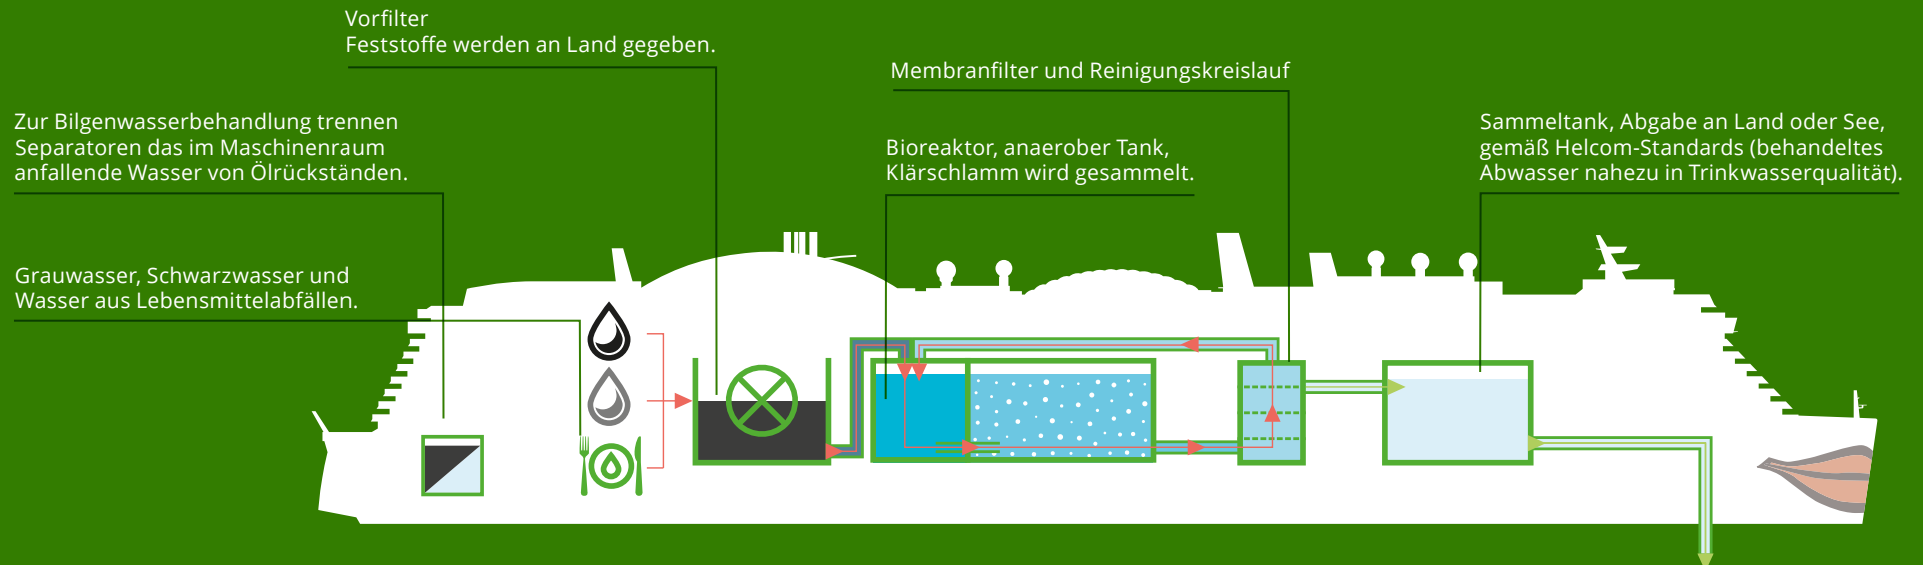 Vorfilter
Feststoffe werden an Land gegeben.
Membranfilter und Reinigungskreislauf
Zur Bilgenwasserbehandlung trennen
Separatoren das im Maschinenraum
anfallende Wasser von Ölrückständen.
Bioreaktor, anaerober Tank,
Klärschlamm wird gesammelt.
Sammeltank, Abgabe an Land oder See,
gemäß Helcom-Standards (behandeltes
Abwasser nahezu in Trinkwasserqualität).
Grauwasser, Schwarzwasser und
Wasser aus Lebensmittelabfällen.